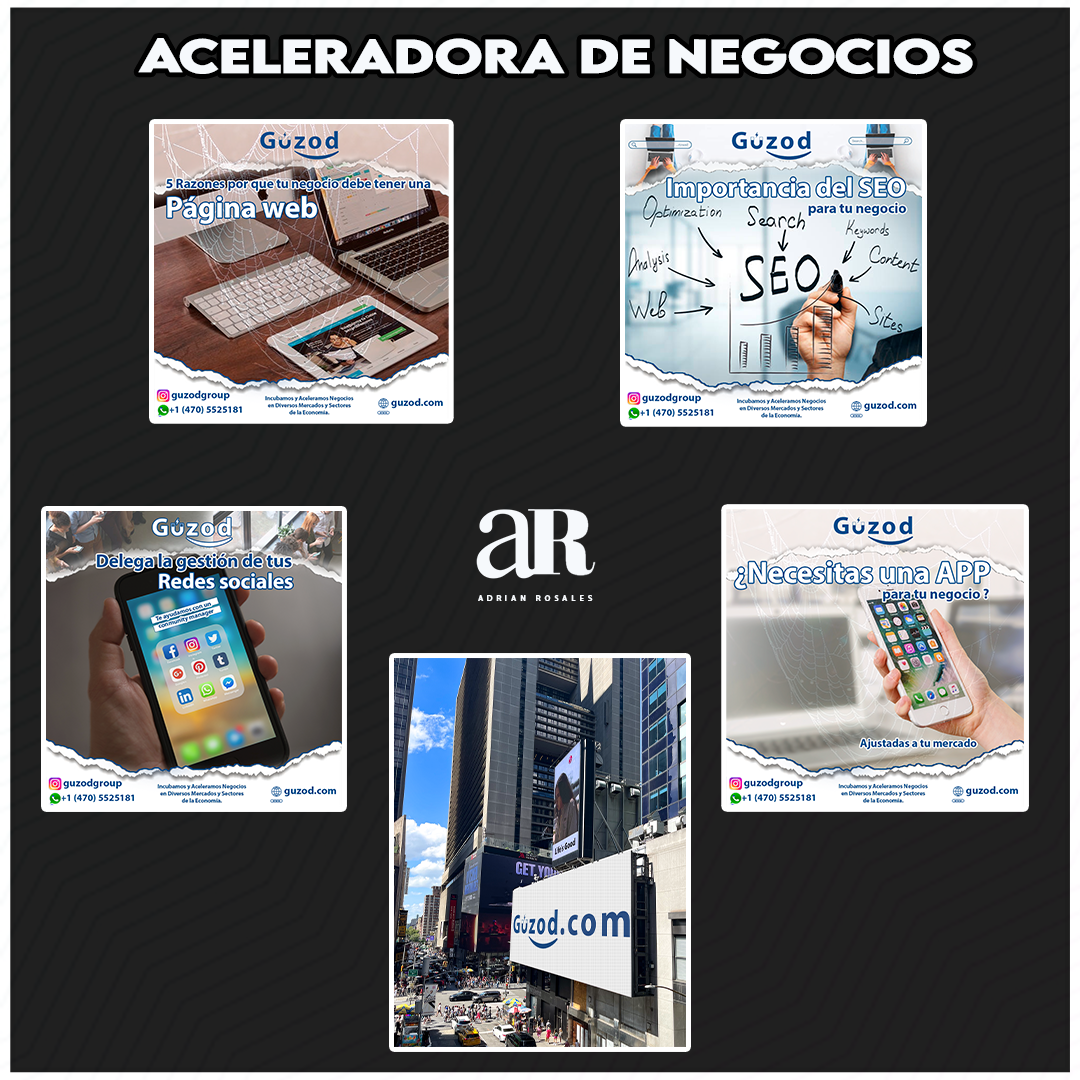 ACELERADORA DE NEGOCIOS
Guzod
5 Razones por que tu negocio debe tener una
Página web
guzodgroup
+1 (470) 5525181
Incubamos y Aceleramos Negocios
en Diversos Mercados y Sectores
de la Economía.
guzod.com
Guzod
Importancia del SEO
para tu negocio
Optimization
Search
Keywords
Analysis
SEO
Content
Web
Sites
guzodgroup
+1 (470) 5525181
Incubamos y Aceleramos Negocios
en Diversos Mercados y Sectores
de la Economía.
guzod.com
Guzod
Delega la gestión de tus
Redes sociales
Te ayudamos con un
community manager
guzodgroup
+1 (470) 5525181
Incubamos y Aceleramos Negocios
en Diversos Mercados y Sectores
de la Economía.
guzod.com
aR
ADRIAN ROSALES
Guzod
¿Necesitas una APP
para tu negocio ?
Ajustadas a tu mercado
guzodgroup
+1 (470) 5525181
Incubamos y Aceleramos Negocios
en Diversos Mercados y Sectores
de la Economía.
guzod.com
Life's Good
GET YOU
Guzod.com